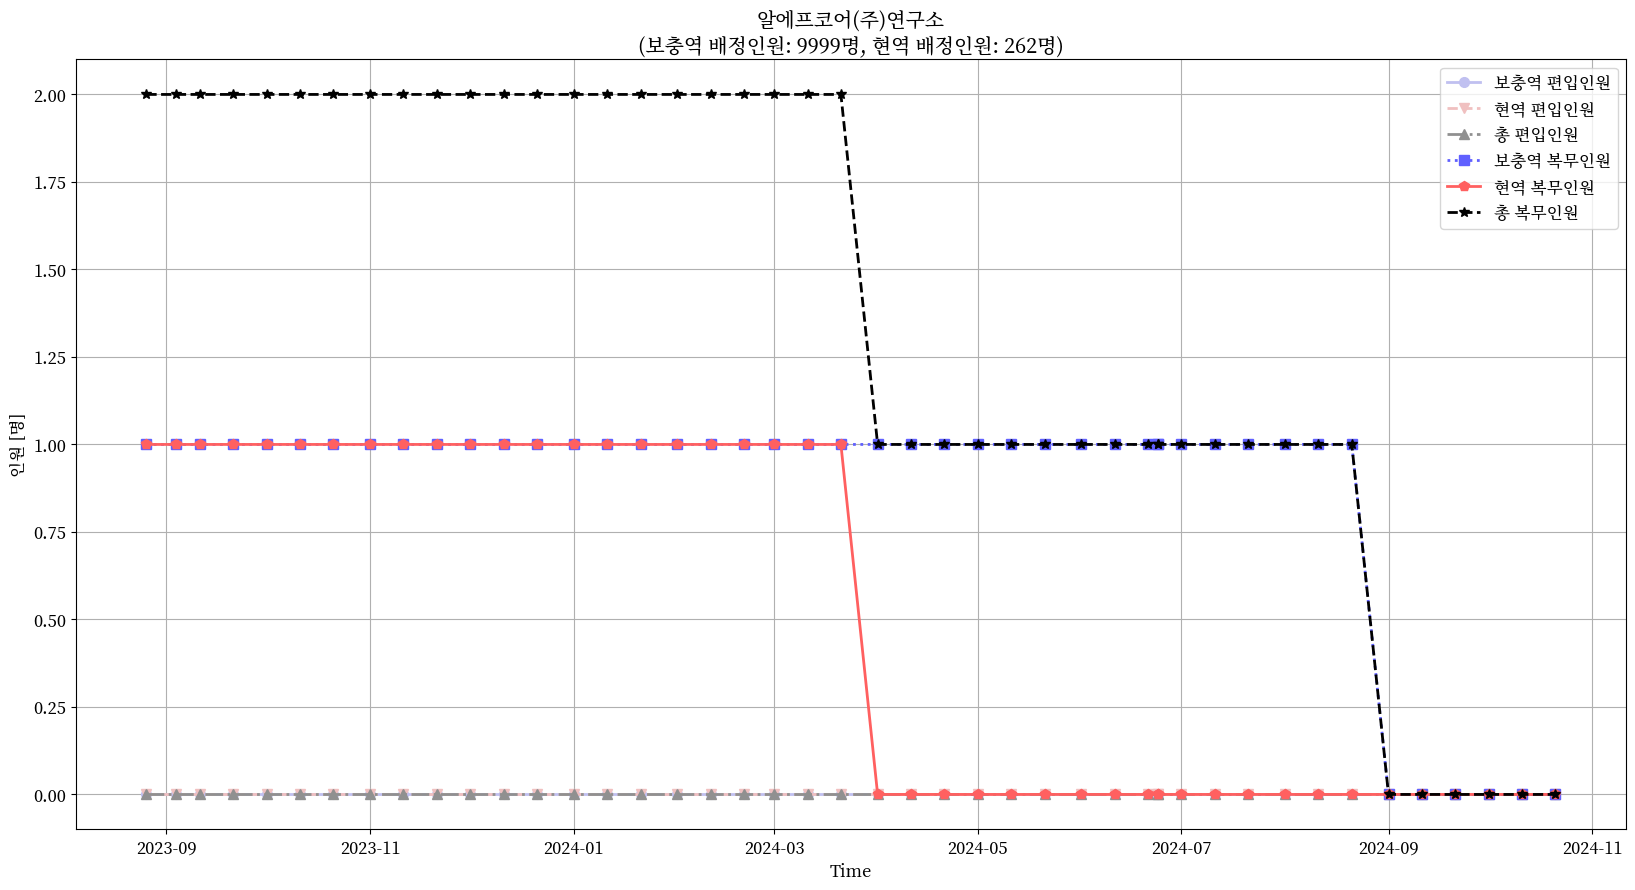 알에프코어(주)연구소
(보충역 배정인원: 9999명, 현역 배정인원: 262명)
보충역 편입인원
현역 편입인원
총 편입인원
보충역 복무인원
현역 복무인원
총 복무인원
인원 [명]
2.00
1.75
1.50
1.25
1.00
0.75
0.50
0.25
0.00
2023-09
2023-11
2024-01
2024-03
2024-05
2024-07
2024-09
2024-11
Time